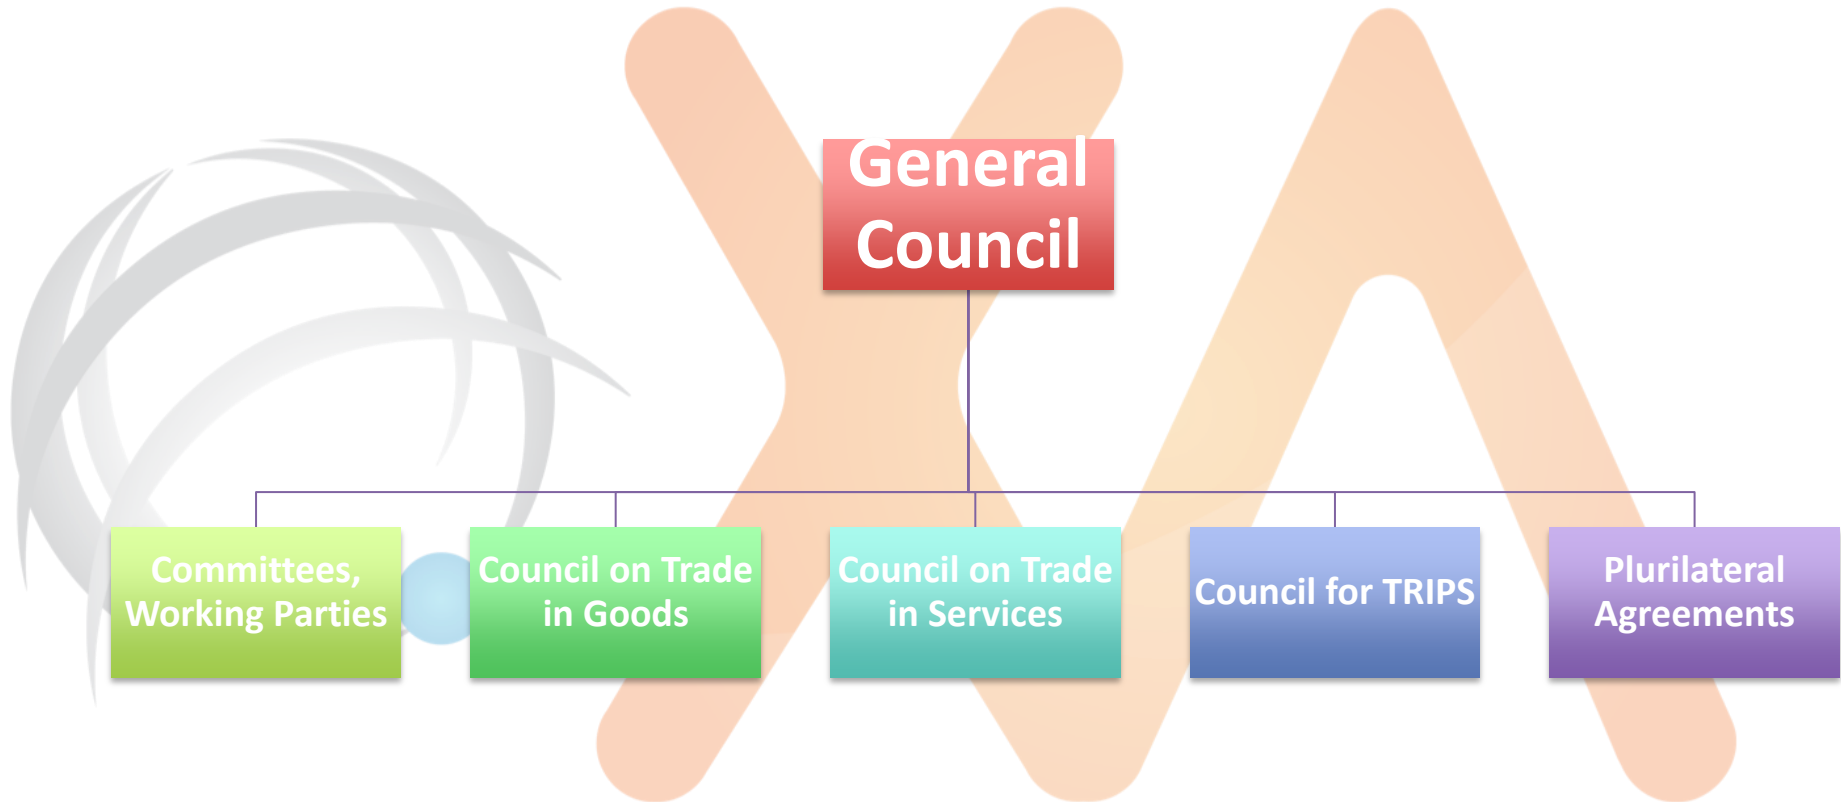 General
Council
Committees,
Working Parties
Council on Trade
in Goods
Council on Trade
in Services
Council for TRIPS
Plurilateral
Agreements